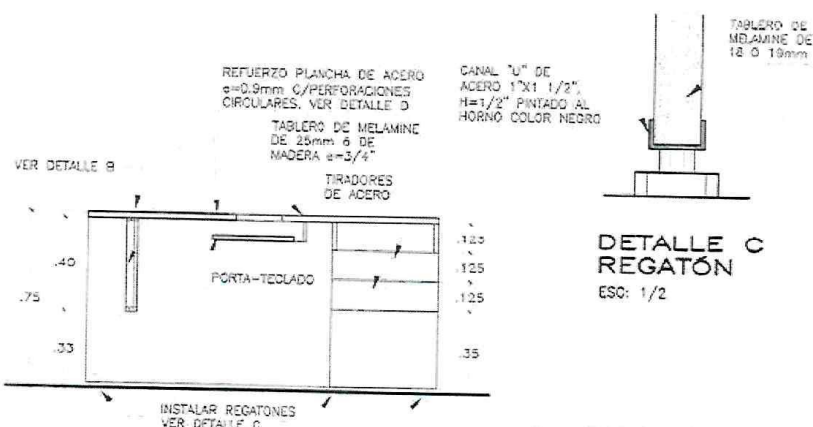 REFUERZO PLANCHA DE ACERO
e=0.9mm C/PERFORACIONES
CIRCULARES. VER DETALLE D
TABLERO DE MELAMINE
DE 25mm 6 DE
MADERA e=3/4"
TIRADORES
DE ACERO
VER DETALLE B
PORTA-TECLADO
.40
.75
.33
.125
.125
.125
.35
INSTALAR REGATONES
VER DETALLE C
CANAL "U" DE
ACERO 1"X1 1/2",
H=1/2" PINTADO AL
HORNO COLOR NEGRO
TABLERO DE
MELAMINE DE
18 O 19mm
DETALLE C
REGATÓN
ESC: 1/2